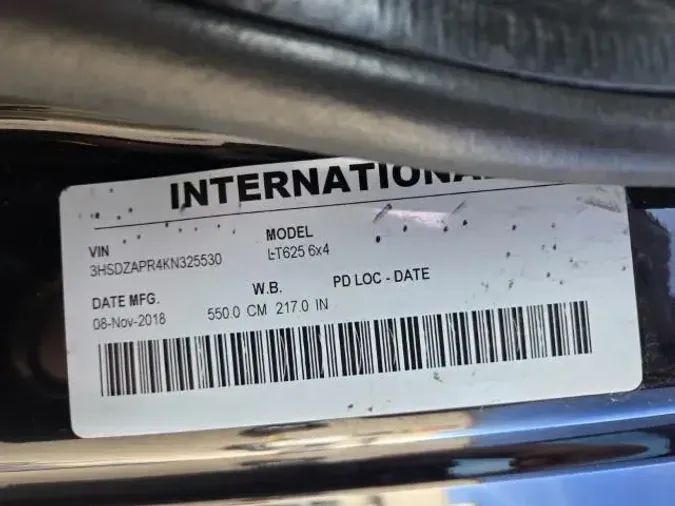 INTERNATIONA
VIN
3HSDZAPR4KN325530
MODEL
LT625 6x4
DATE MFG.
08-Nov-2018
W.B.
550.0 CM 217.0 IN
PD LOC - DATE